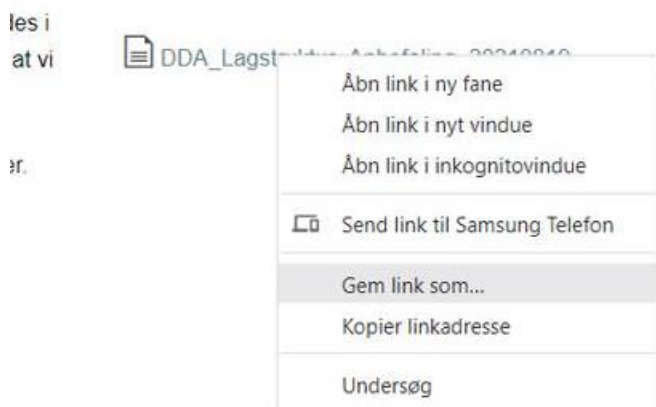 des i
at vi
DDA_Lagstruktur_Anbefaling_20210819
Åbn link i ny fane
Åbn link i nyt vindue
er.
Åbn link i inkognitovindue
Send link til Samsung Telefon
Gem link som...
Kopier linkadresse
Undersøg